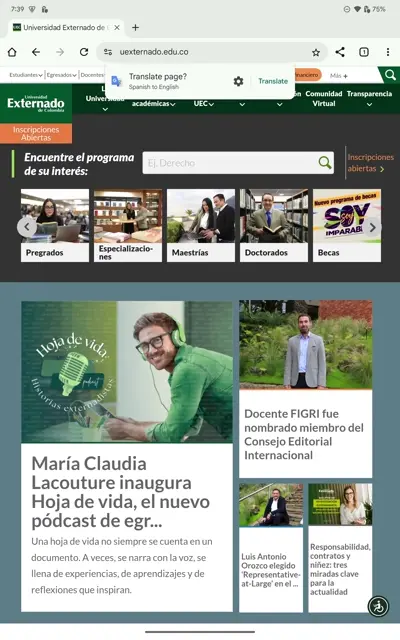 7:39
75%
Universidad Externado de C
uexternado.edu.co
Translate page?
Spanish to English
Translate
Estudiantes
Egresados
Docentes
Financiero
Más +
Universidad
Externado
de Colombia
Universidad
académicas
UEC
Comunidad
Virtual
Transparencia
Inscripciones
Abiertas
Encuentre el programa
de su interés:
Ej. Derecho
Inscripciones
abiertas >
Pregrados
Especializacio-
nes
Maestrías
Doctorados
Nuevo programa de becas
SOY
IMPARABLE
Becas
Hoja de vida:
podcast
Historias externadistas
María Claudia
Lacouture inaugura
Hoja de vida, el nuevo
pódcast de egr...
Una hoja de vida no siempre se cuenta en un
documento. A veces, se narra con la voz, se
llena de experiencias, de aprendizajes y de
reflexiones que inspiran.
Docente FIGRI fue
nombrado miembro del
Consejo Editorial
Internacional
Luis Antonio
Orozco elegido
'Representative-
at-Large' en el ...
Responsabilidad,
contratos y
niñez: tres
miradas clave
para la
actualidad